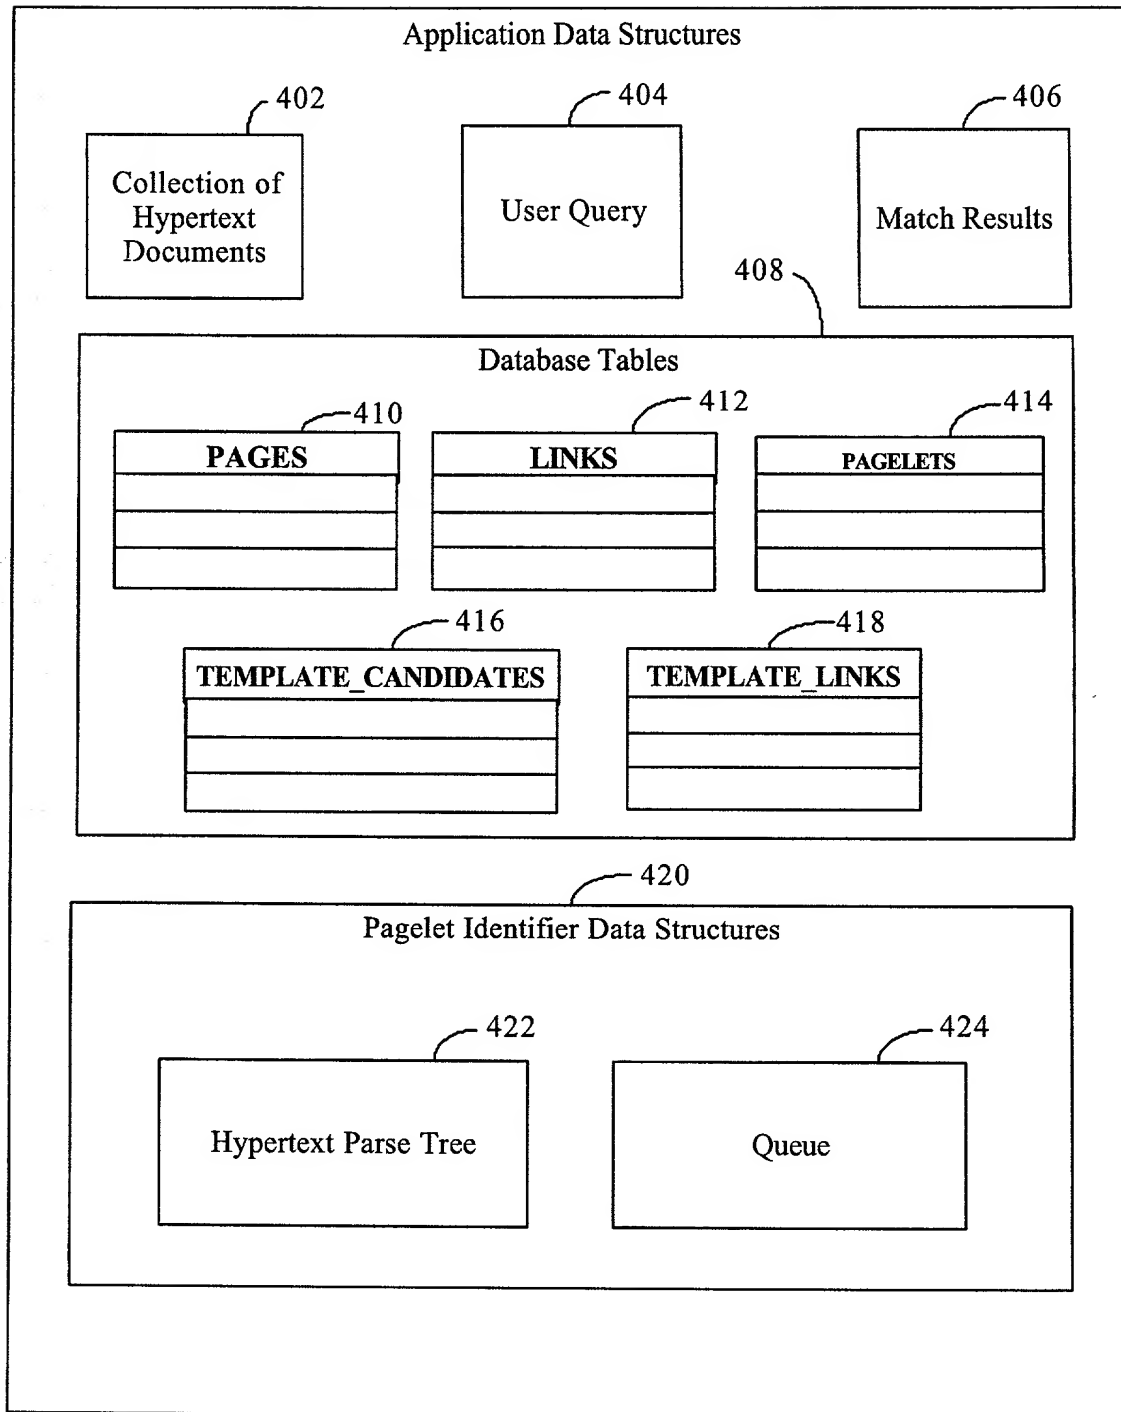 Application Data Structures
402
404
406
Collection of
Hypertext
Documents
User Query
Match Results
408
Database Tables
410
412
414
PAGES
LINKS
PAGELETS
416
418
TEMPLATE_CANDIDATES
TEMPLATE_LINKS
420
Pagelet Identifier Data Structures
422
424
Hypertext Parse Tree
Queue